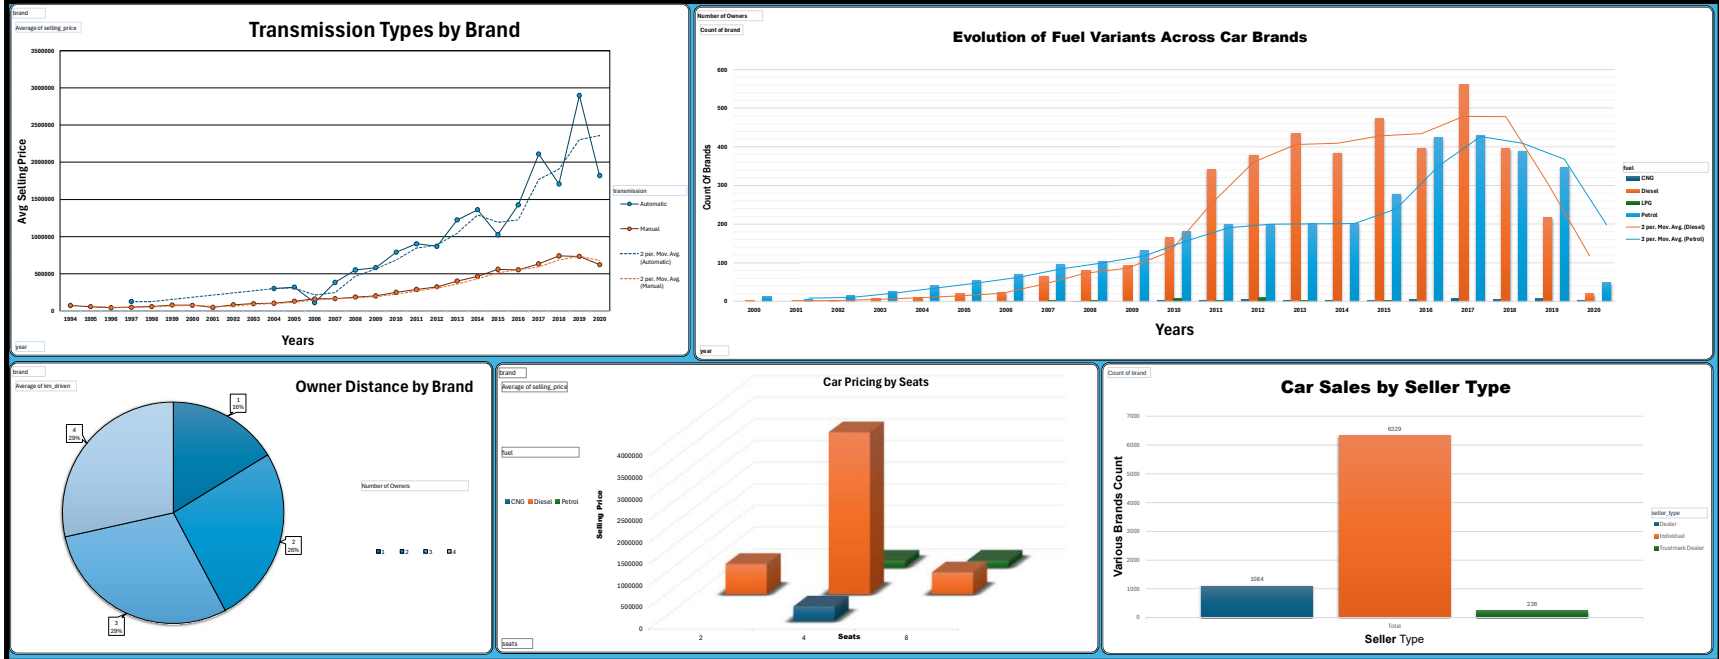 brand
Average of selling_price
Transmission Types by Brand
3500000
3000000
2500000
2000000
1500000
1000000
500000
0
Avg Selling Price
1994 1995 1996 1997 1998 1999 2000 2001 2002 2003 2004 2005 2006 2007 2008 2009 2010 2011 2012 2013 2014 2015 2016 2017 2018 2019 2020
Years
year
transmission
Automatic
Manual
2 per. Mov. Avg.
(Automatic)
2 per. Mov. Avg.
(Manual)
Number of Owners
Count of brand
Evolution of Fuel Variants Across Car Brands
600
500
400
300
200
100
0
Count Of Brands
2000 2001 2002 2003 2004 2005 2006 2007 2008 2009 2010 2011 2012 2013 2014 2015 2016 2017 2018 2019 2020
Years
year
fuel
CNG
Diesel
LPG
Petrol
2 per. Mov. Avg. (Diesel)
2 per. Mov. Avg. (Petrol)
brand
Average of km_driven
Owner Distance by Brand
1
16%
4
29%
2
26%
3
29%
Number of Owners
1 2 3 4
brand
Average of selling_price
Car Pricing by Seats
fuel
CNG Diesel Petrol
4000000
3500000
3000000
2500000
2000000
1500000
1000000
500000
0
Selling Price
2 4 8
Seats
seats
Count of brand
Car Sales by Seller Type
7000
6000
5000
4000
3000
2000
1000
0
Various Brands Count
1084
6329
236
Total
Seller Type
seller_type
Dealer
Individual
Trustmark Dealer